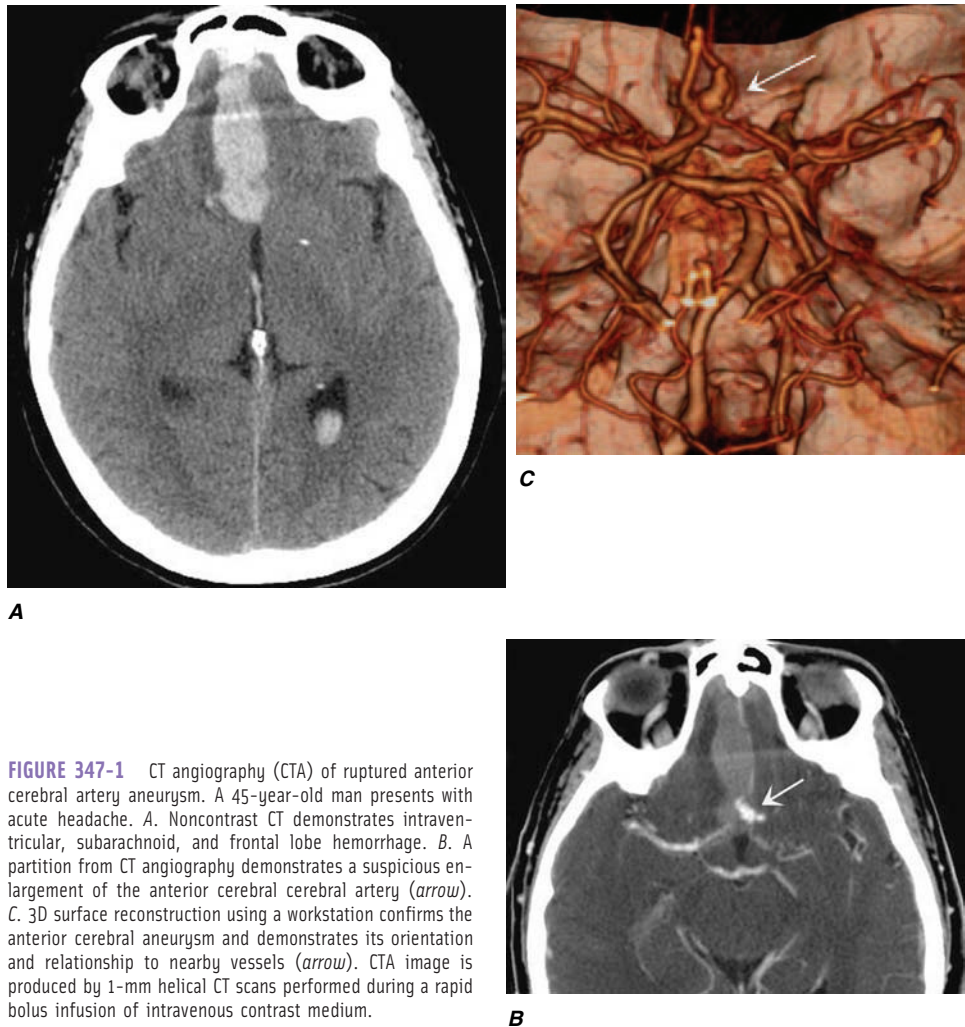 A
C
FIGURE 347-1 CT angiography (CTA) of ruptured anterior
cerebral artery aneurysm. A 45-year-old man presents with
acute headache. A. Noncontrast CT demonstrates intraven-
tricular, subarachnoid, and frontal lobe hemorrhage. B. A
partition from CT angiography demonstrates a suspicious en-
largement of the anterior cerebral cerebral artery (arrow).
C. 3D surface reconstruction using a workstation confirms the
anterior cerebral aneurysm and demonstrates its orientation
and relationship to nearby vessels (arrow). CTA image is
produced by 1-mm helical CT scans performed during a rapid
bolus infusion of intravenous contrast medium.
B